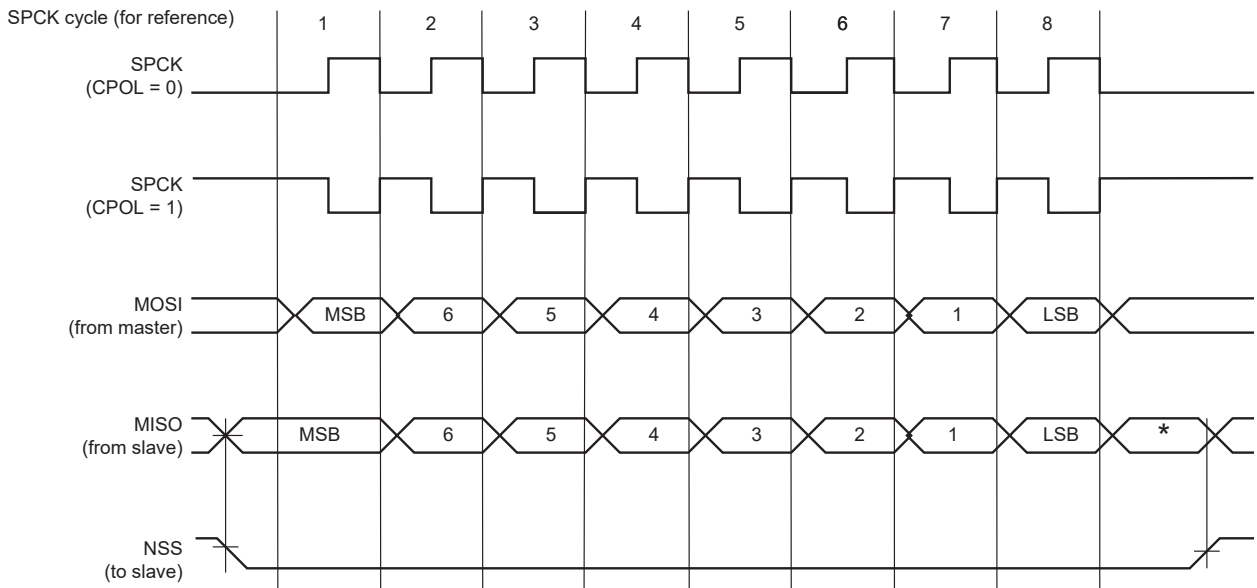 SPCK cycle (for reference)
1 2 3 4 5 6 7 8
SPCK
(CPOL = 0)
SPCK
(CPOL = 1)
MOSI
(from master)
MSB 6 5 4 3 2 1 LSB
MISO
(from slave)
MSB 6 5 4 3 2 1 LSB *
NSS
(to slave)